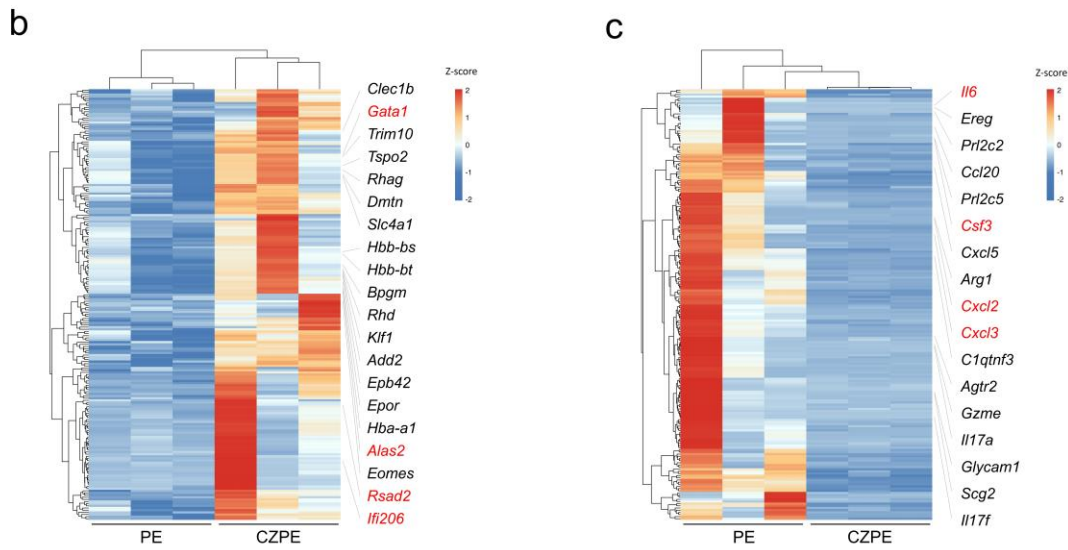 b
Z-score
2
1
0
-1
-2
Clec1b
Gata1
Trim10
Tspo2
Rhag
Dmtn
Slc4a1
Hbb-bs
Hbb-bt
Bpgm
Rhd
Klf1
Add2
Epb42
Epor
Hba-a1
Alas2
Eomes
Rsad2
Ifi206
PE
CZPE
c
Z-score
2
1
0
-1
-2
Il6
Ereg
Prl2c2
Ccl20
Prl2c5
Csf3
Cxcl5
Arg1
Cxcl2
Cxcl3
C1qtnf3
Agtr2
Gzme
Il17a
Glycam1
Scg2
Il17f
PE
CZPE